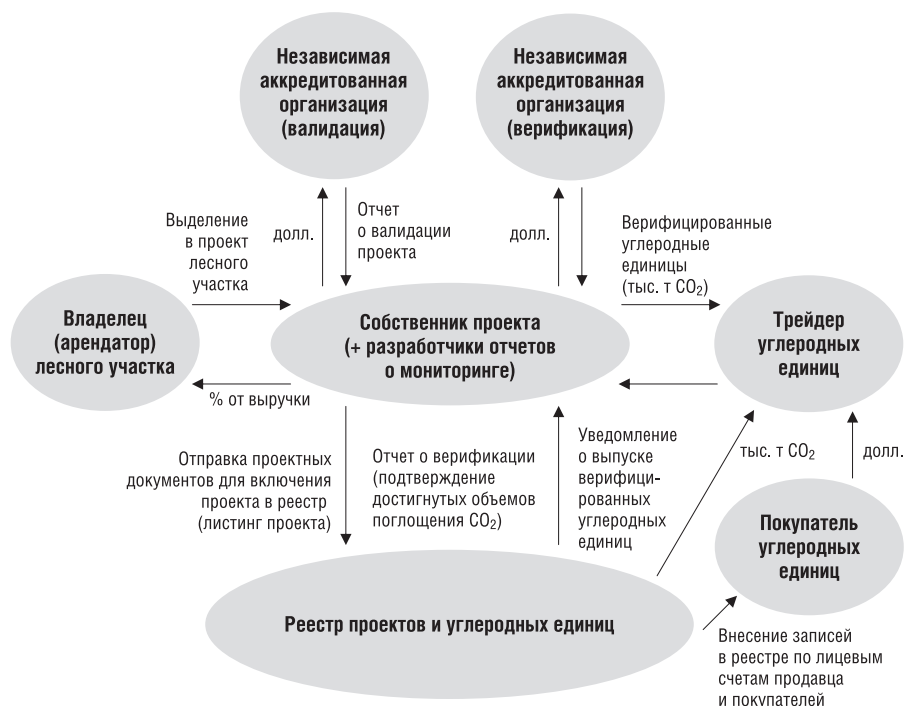 Независимая
аккредитованная
организация
(валидация)
Независимая
аккредитованная
организация
(верификация)
Выделение
в проект
лесного
участка
долл.
Отчет
о валидации
проекта
долл.
Верифицированные
углеродные
единицы
(тыс. т CO₂)
Владелец
(арендатор)
лесного участка
Собственник проекта
(+ разработчики отчетов
о мониторинге)
Трейдер
углеродных
единиц
% от выручки
Отправка проектных
документов для включения
проекта в реестр
(листинг проекта)
Отчет о верификации
(подтверждение
достигнутых объемов
поглощения CO₂)
Уведомление
о выпуске
верифици-
рованных
углеродных
единиц
тыс. т CO₂
долл.
Покупатель
углеродных
единиц
Реестр проектов и углеродных единиц
Внесение записей
в реестре по лицевым
счетам продавца
и покупателей